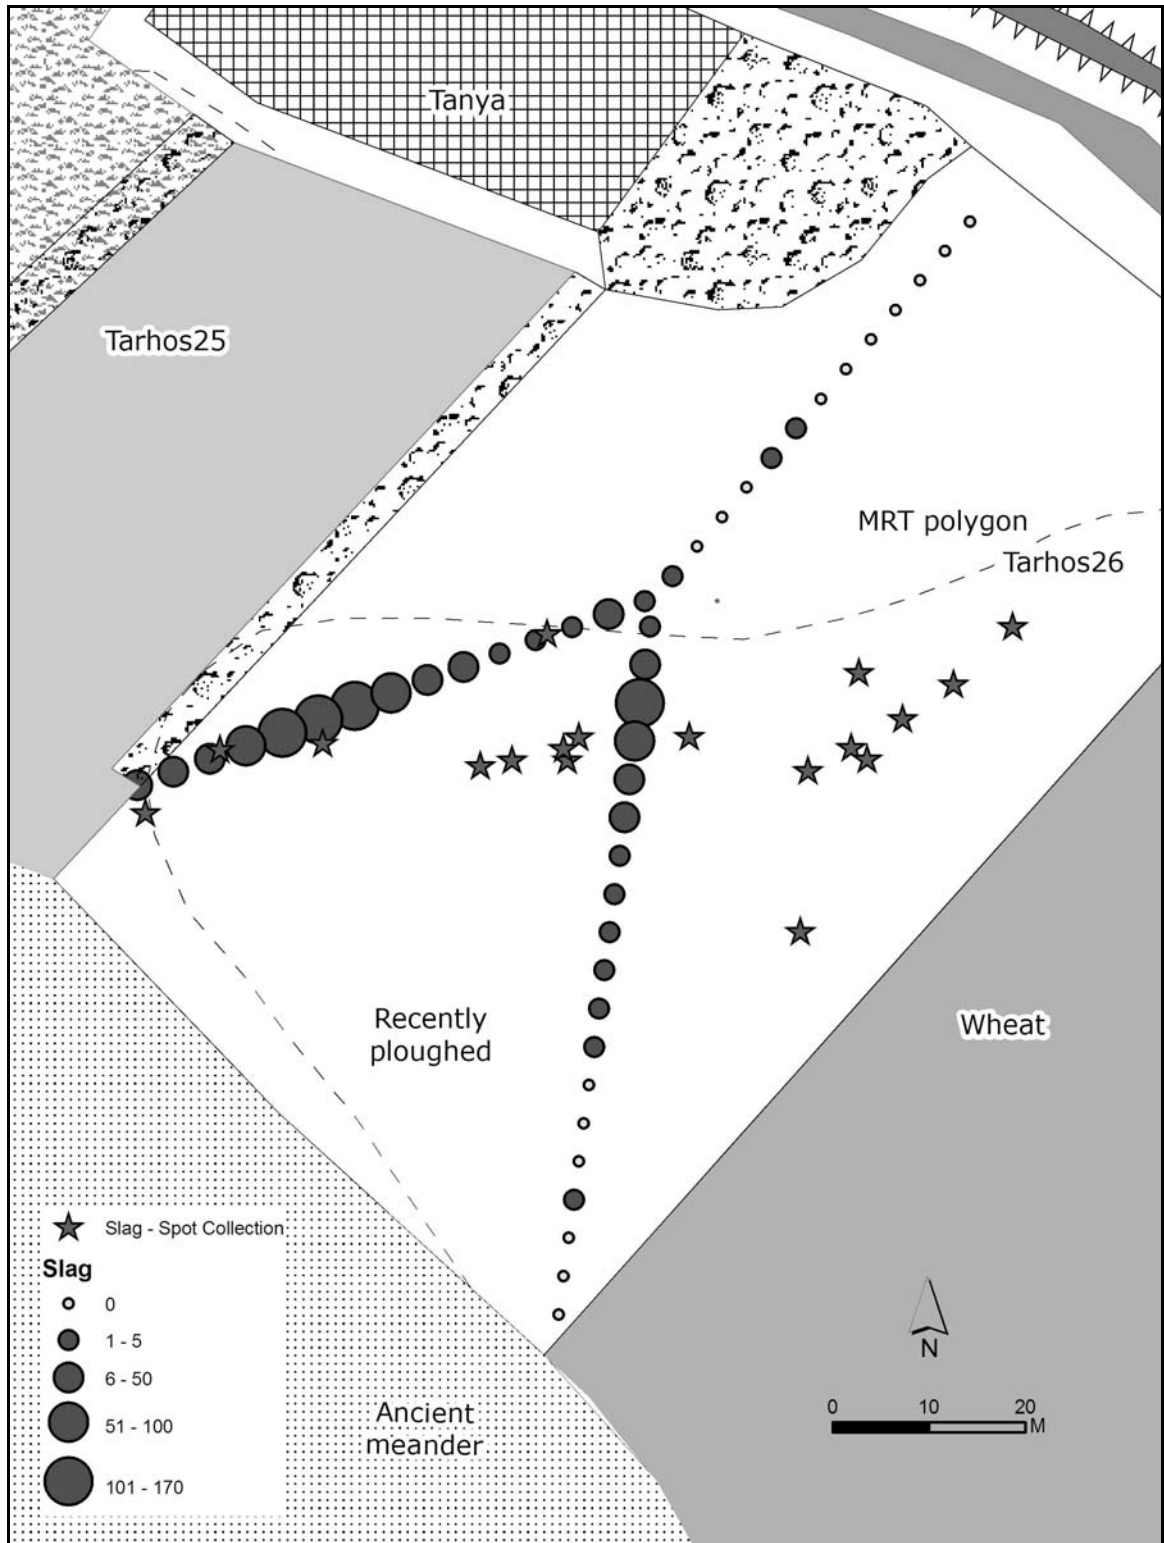 Tanya
Tarhos25
MRT polygon
Tarhos26
Recently
ploughed
Wheat
Slag - Spot Collection
Slag
0
1 - 5
6 - 50
51 - 100
101 - 170
Ancient
meander
N
0 10 20
M